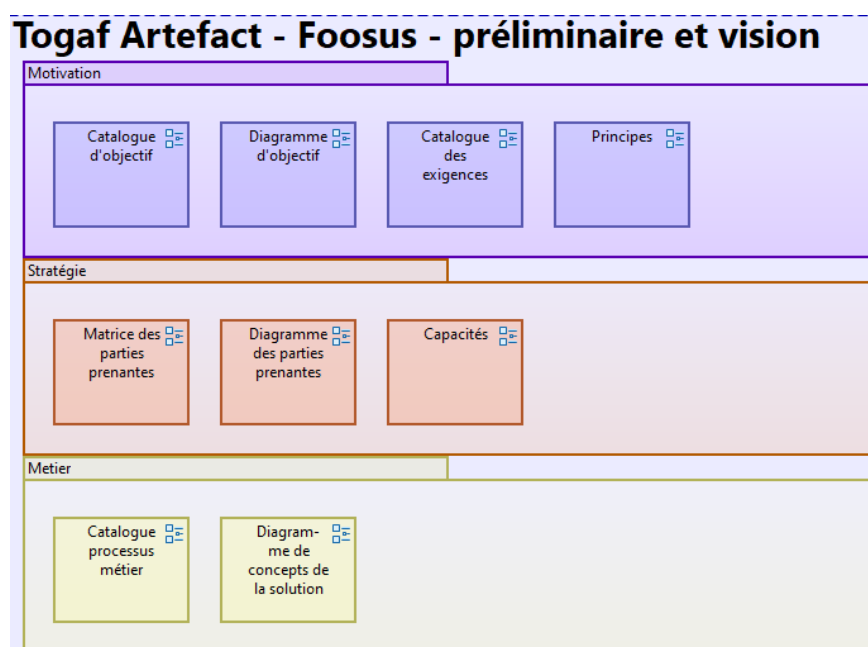 Togaf Artefact - Foosus - préliminaire et vision
Motivation
Catalogue
d'objectif
Diagramme
d'objectif
Catalogue
des
exigences
Principes
Stratégie
Matrice des
parties
prenantes
Diagramme
des parties
prenantes
Capacités
Metier
Catalogue
processus
métier
Diagram-
me de
concepts de
la solution